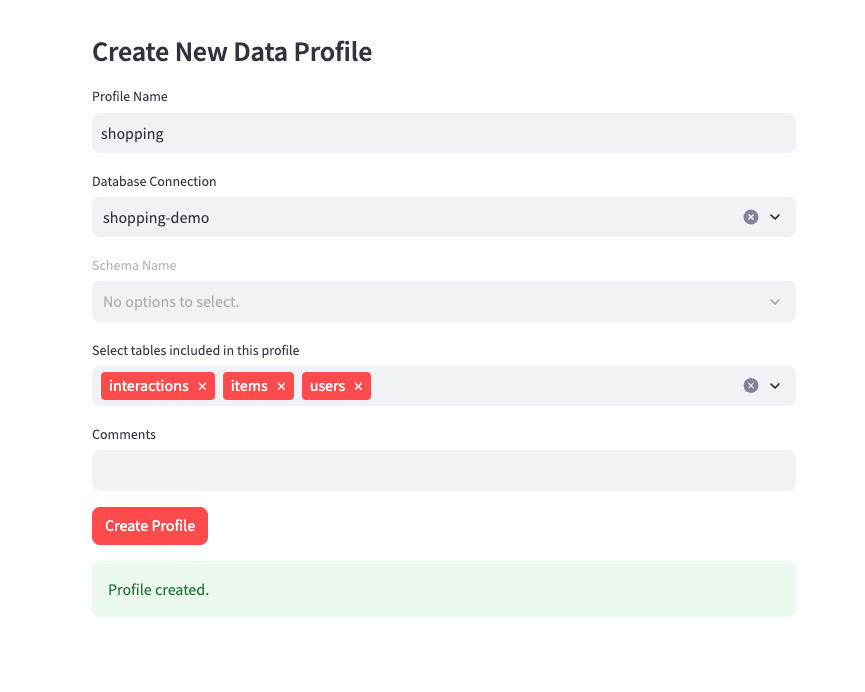 Create New Data Profile
Profile Name
shopping
Database Connection
shopping-demo
Schema Name
No options to select.
Select tables included in this profile
interactions × items × users ×
Comments
Create Profile
Profile created.